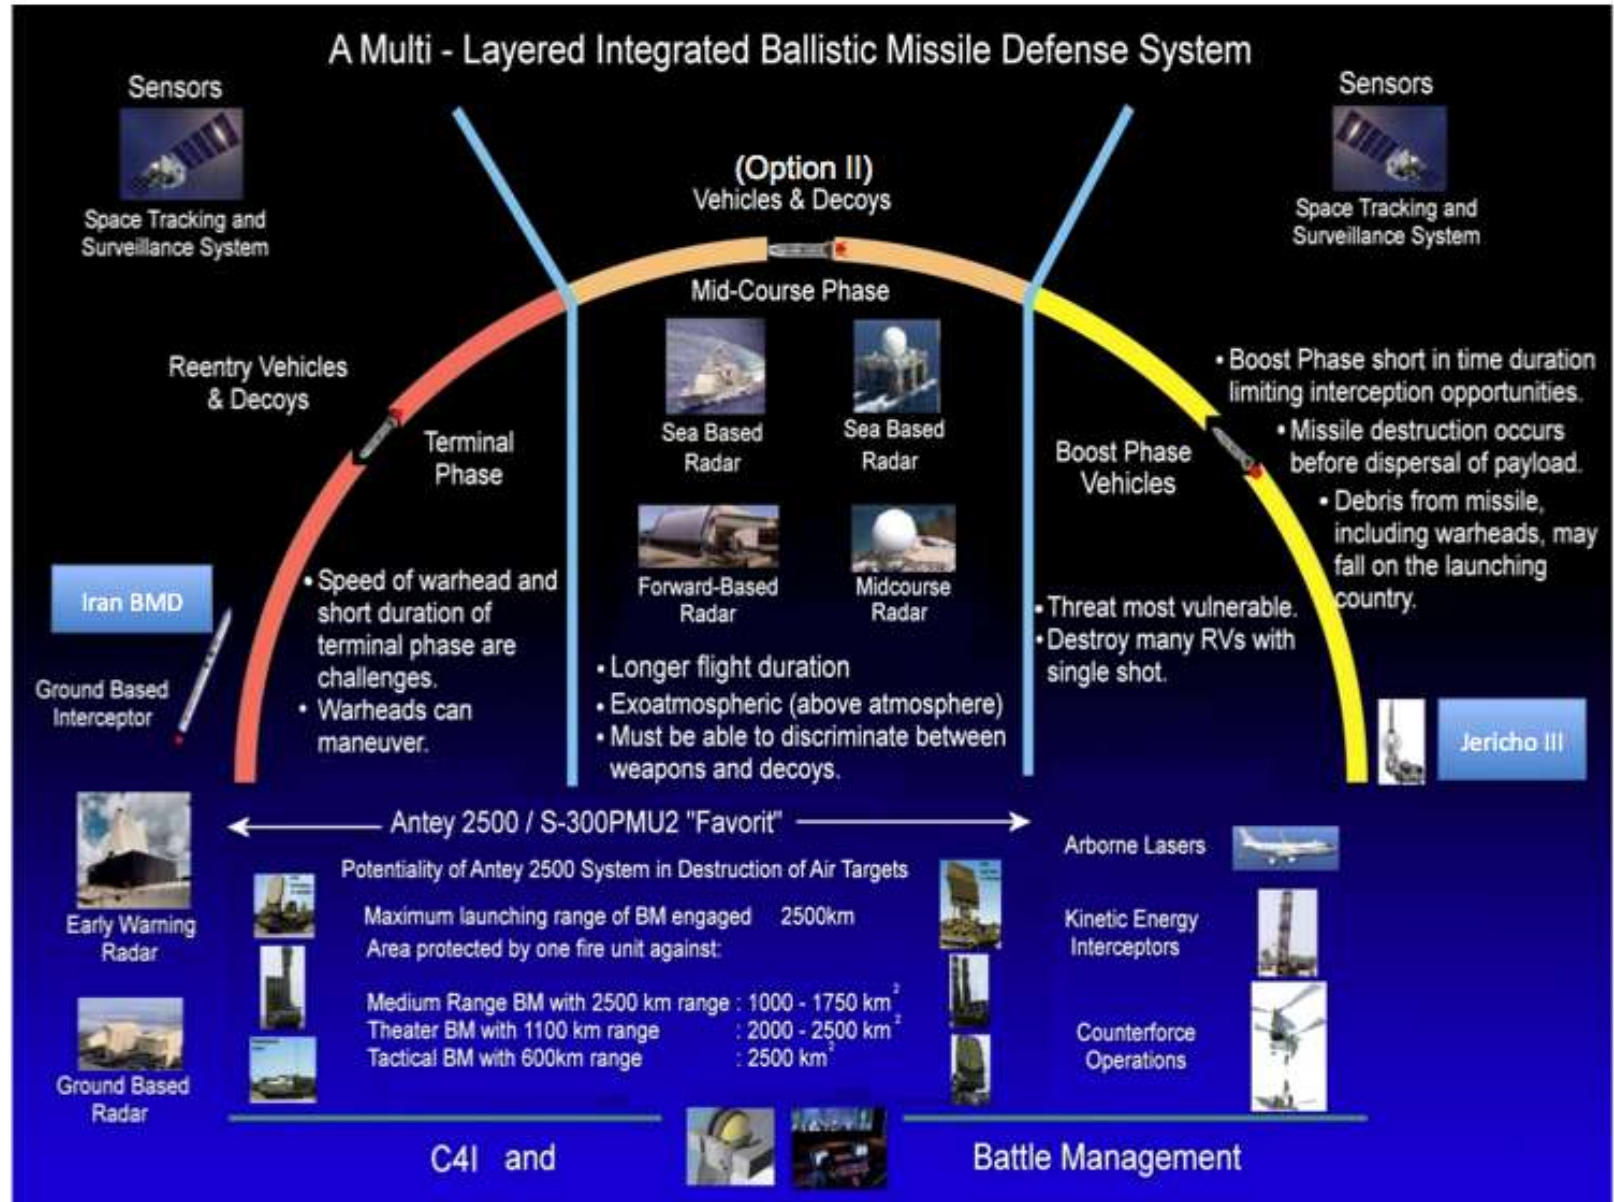 A Multi - Layered Integrated Ballistic Missile Defense System
Sensors
Space Tracking and
Surveillance System
(Option II)
Vehicles & Decoys
Sensors
Space Tracking and
Surveillance System
Mid-Course Phase
Reentry Vehicles
& Decoys
Terminal
Phase
Sea Based
Radar
Sea Based
Radar
Forward-Based
Radar
Midcourse
Radar
Boost Phase
Vehicles
• Boost Phase short in time duration
limiting interception opportunities.
• Missile destruction occurs
before dispersal of payload.
• Debris from missile,
including warheads, may
fall on the launching
country.
Iran BMD
Ground Based
Interceptor
• Speed of warhead and
short duration of
terminal phase are
challenges.
• Warheads can
maneuver.
• Longer flight duration
• Exoatmospheric (above atmosphere)
• Must be able to discriminate between
weapons and decoys.
• Threat most vulnerable.
• Destroy many RVs with
single shot.
Jericho III
Early Warning
Radar
Ground Based
Radar
Antey 2500 / S-300PMU2 "Favorit"
Potentiality of Antey 2500 System in Destruction of Air Targets
Maximum launching range of BM engaged 2500km
Area protected by one fire unit against:
Medium Range BM with 2500 km range : 1000 - 1750 km²
Theater BM with 1100 km range : 2000 - 2500 km²
Tactical BM with 600km range : 2500 km²
Arborne Lasers
Kinetic Energy
Interceptors
Counterforce
Operations
C4I and Battle Management